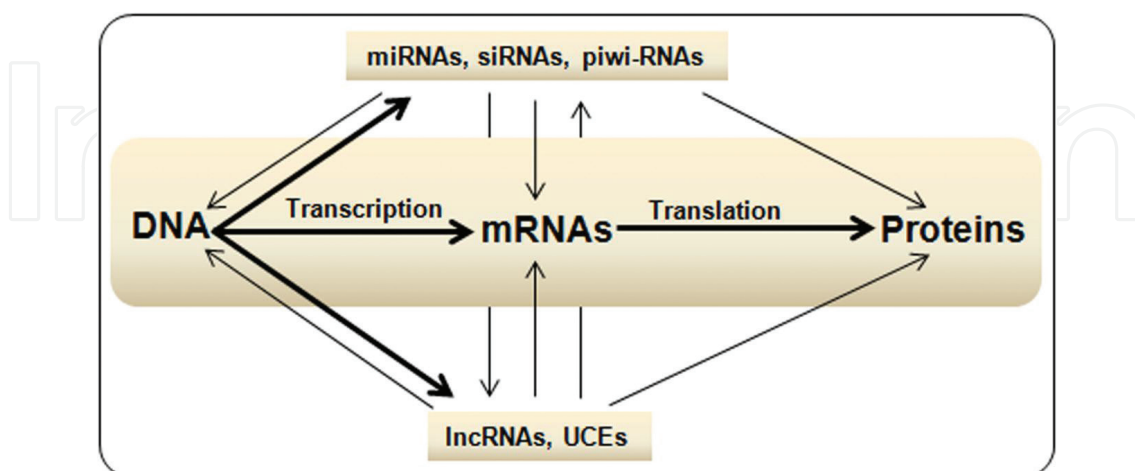 miRNAs, siRNAs, piwi-RNAs
Transcription
Translation
DNA
mRNAs
Proteins
lncRNAs, UCEs